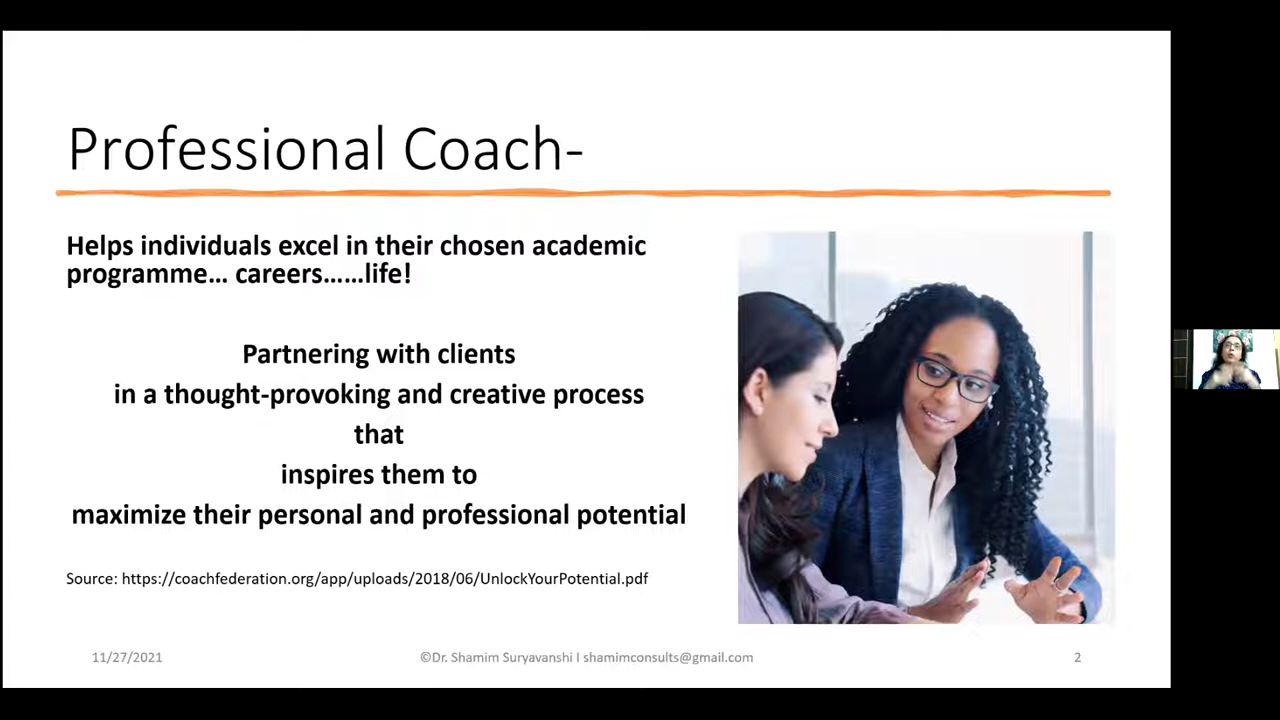 Professional Coach-
Helps individuals excel in their chosen academic
programme... careers......life!
Partnering with clients
in a thought-provoking and creative process
that
inspires them to
maximize their personal and professional potential
Source: https://coachfederation.org/app/uploads/2018/06/UnlockYourPotential.pdf
11/27/2021
©Dr. Shamim Suryavanshi I shamimconsults@gmail.com
2